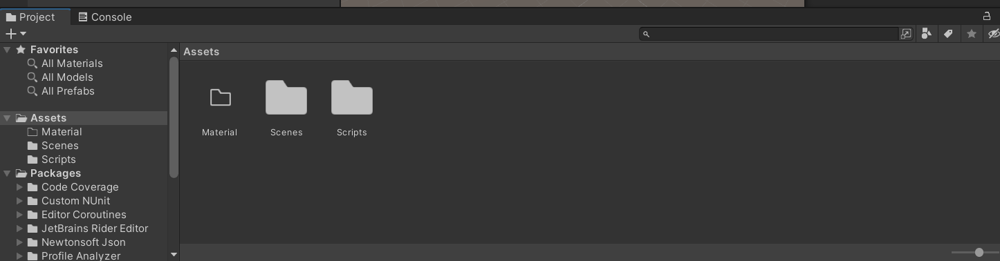 Project
Console
Favorites
All Materials
All Models
All Prefabs
Assets
Material
Scenes
Scripts
Packages
Code Coverage
Custom NUnit
Editor Coroutines
JetBrains Rider Editor
Newtonsoft Json
Profile Analyzer
Assets
Material
Scenes
Scripts